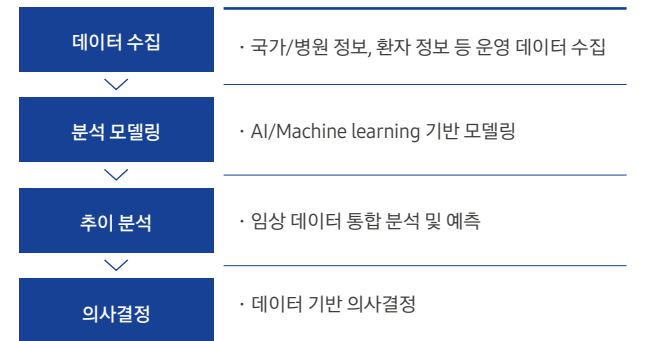 데이터 수집
· 국가/병원 정보, 환자 정보 등 운영 데이터 수집
분석 모델링
· AI/Machine learning 기반 모델링
추이 분석
· 임상 데이터 통합 분석 및 예측
의사결정
· 데이터 기반 의사결정